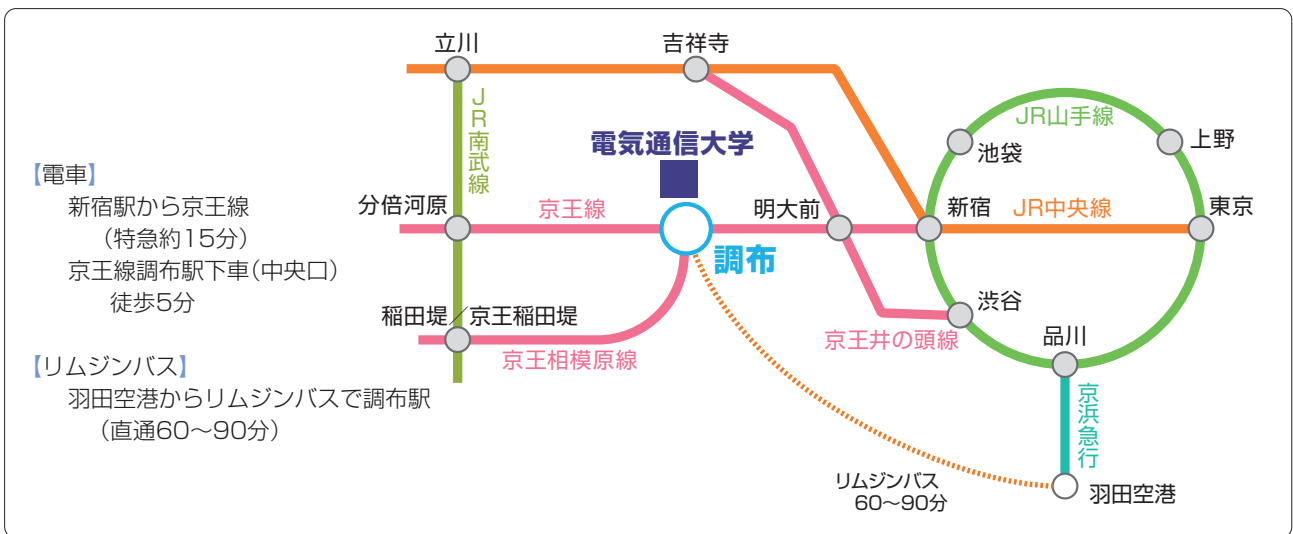 【電車】
新宿駅から京王線
（特急約15分）
京王線調布駅下車（中央口）
徒歩5分
【リムジンバス】
羽田空港からリムジンバスで調布駅
（直通60〜90分）
立川
吉祥寺
JR南武線
電気通信大学
JR山手線
池袋
上野
分倍河原
京王線
明大前
新宿
JR中央線
東京
調布
稲田堤／京王稲田堤
京王相模原線
京王井の頭線
渋谷
品川
京浜急行
リムジンバス
60〜90分
羽田空港